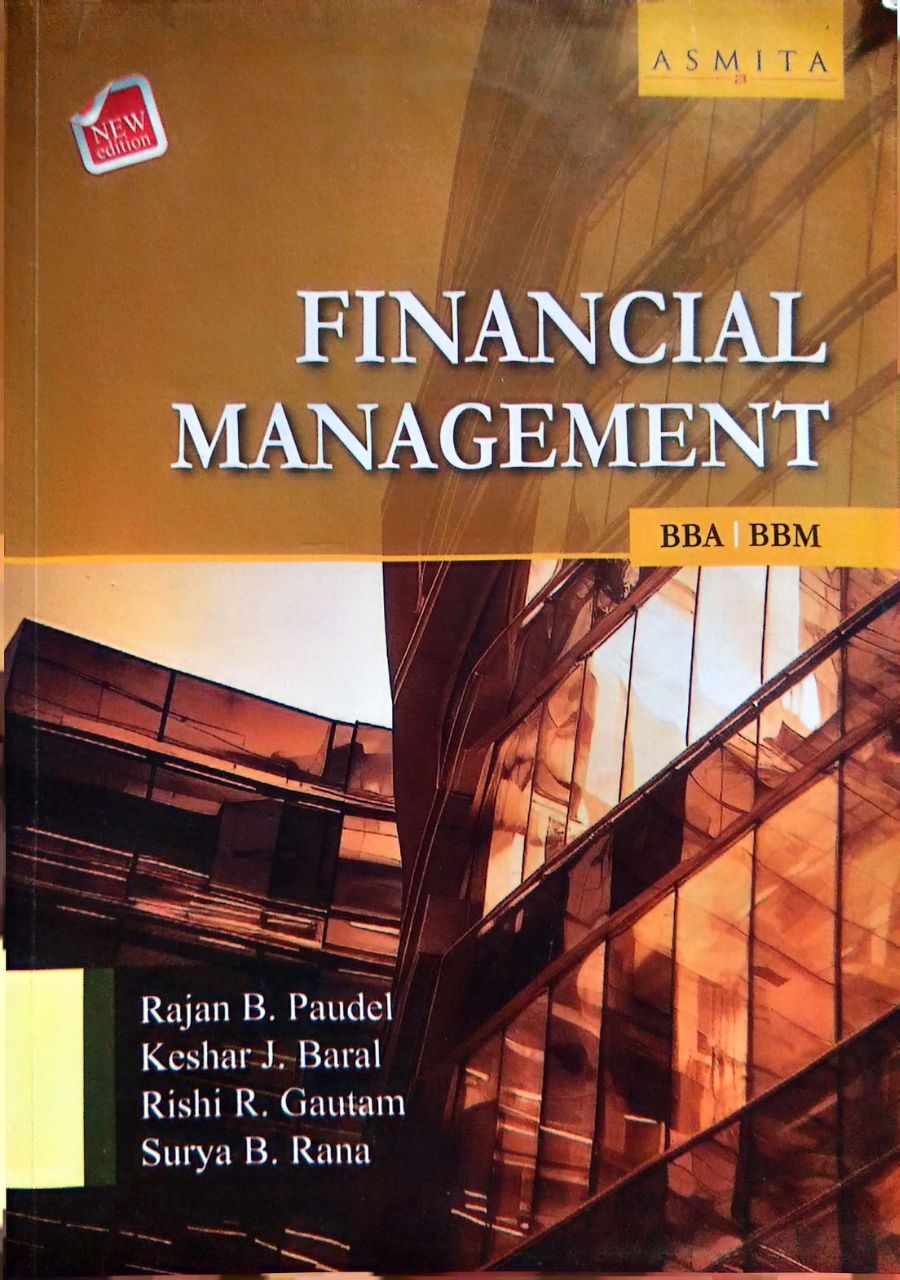 ASMITA
a
NEW
edition
FINANCIAL
MANAGEMENT
BBA | BBM
Rajan B. Paudel
Keshar J. Baral
Rishi R. Gautam
Surya B. Rana